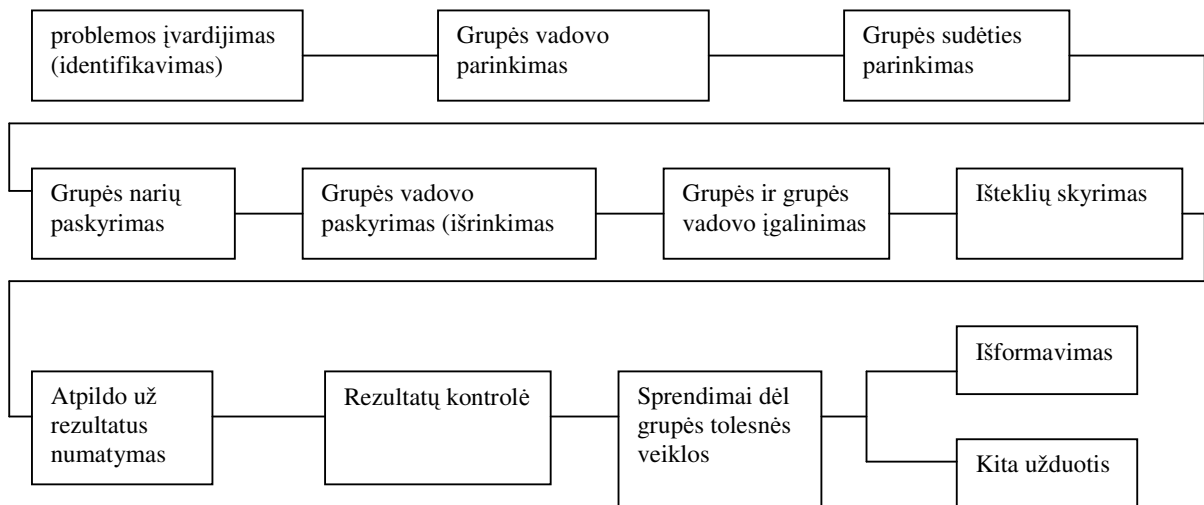 problemos įvardijimas
(identifikavimas)
Grupės vadovo
parinkimas
Grupės sudėties
parinkimas
Grupės narių
paskyrimas
Grupės vadovo
paskyrimas (išrinkimas
Grupės ir grupės
vadovo įgalinimas
Išteklių skyrimas
Atpildo už
rezultatus
numatymas
Rezultatų kontrolė
Sprendimai dėl
grupės tolesnės
veiklos
Išformavimas
Kita užduotis